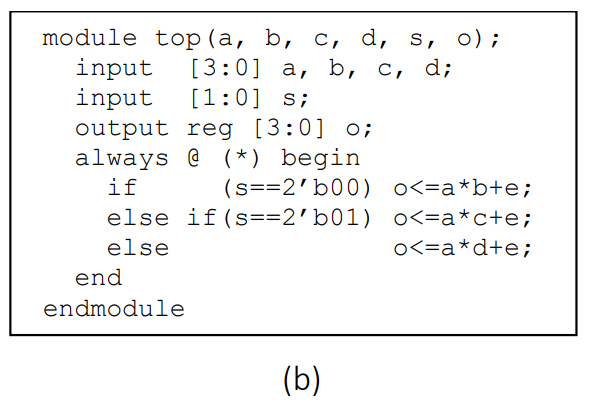 module top(a, b, c, d, s, o);
  input  [3:0] a, b, c, d;
  input  [1:0] s;
  output reg [3:0] o;
  always @ (*) begin
    if     (s==2’b00) o<=a*b+e;
    else if(s==2’b01) o<=a*c+e;
    else              o<=a*d+e;
  end
endmodule
(b)